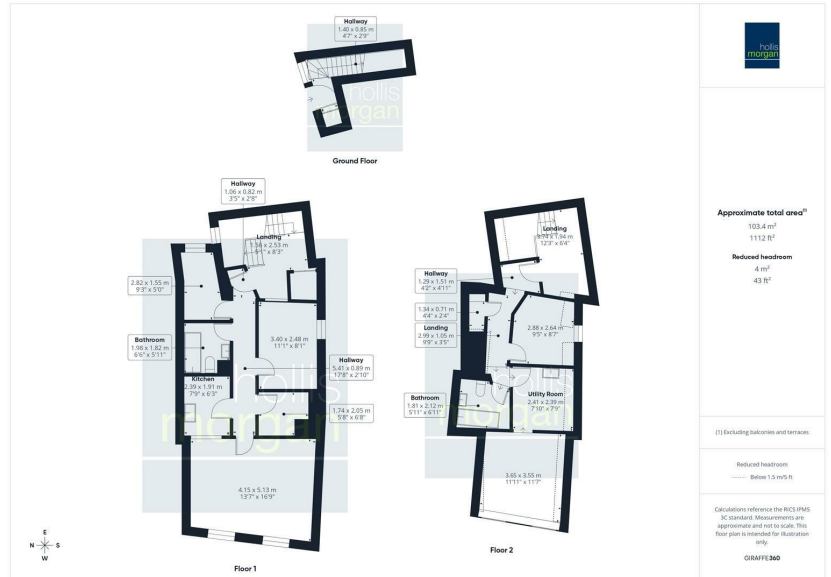 Hallway
1.40 x 0.85 m
4'7" x 2'9"
Ground Floor
Hallway
1.06 x 0.82 m
3'5" x 2'8"
Landing
2.82 x 1.55 m
9'3" x 5'0"
Bathroom
1.98 x 1.82 m
6'6" x 5'11"
3.40 x 2.48 m
11'1" x 8'1"
Kitchen
2.39 x 1.91 m
7'9" x 6'3"
Hallway
5.41 x 0.89 m
17'8" x 2'10"
1.74 x 2.05 m
5'8" x 6'8"
4.15 x 5.13 m
13'7" x 16'9"
Floor 1
Landing
3.74 x 1.94 m
12'3" x 6'4"
Hallway
1.29 x 1.51 m
4'2" x 4'11"
1.34 x 0.71 m
4'4" x 2'4"
Landing
2.99 x 1.05 m
9'9" x 3'5"
2.88 x 2.64 m
9'5" x 8'7"
Bathroom
1.81 x 2.12 m
5'11" x 6'11"
Utility Room
2.41 x 2.39 m
7'10" x 7'9"
3.65 x 3.55 m
11'11" x 11'7"
Floor 2
hollis
morgan
hollis
morgan
hollis
morgan
E
N
S
W
hollis
morgan
Approximate total area⁽¹⁾
103.4 m²
1112 ft²
Reduced headroom
4 m²
43 ft²
(1) Excluding balconies and terraces
Reduced headroom
Below 1.5 m/5 ft
Calculations reference the RICS IPMS
3C standard. Measurements are
approximate and not to scale. This
floor plan is intended for illustration
only.
GIRAFFE360